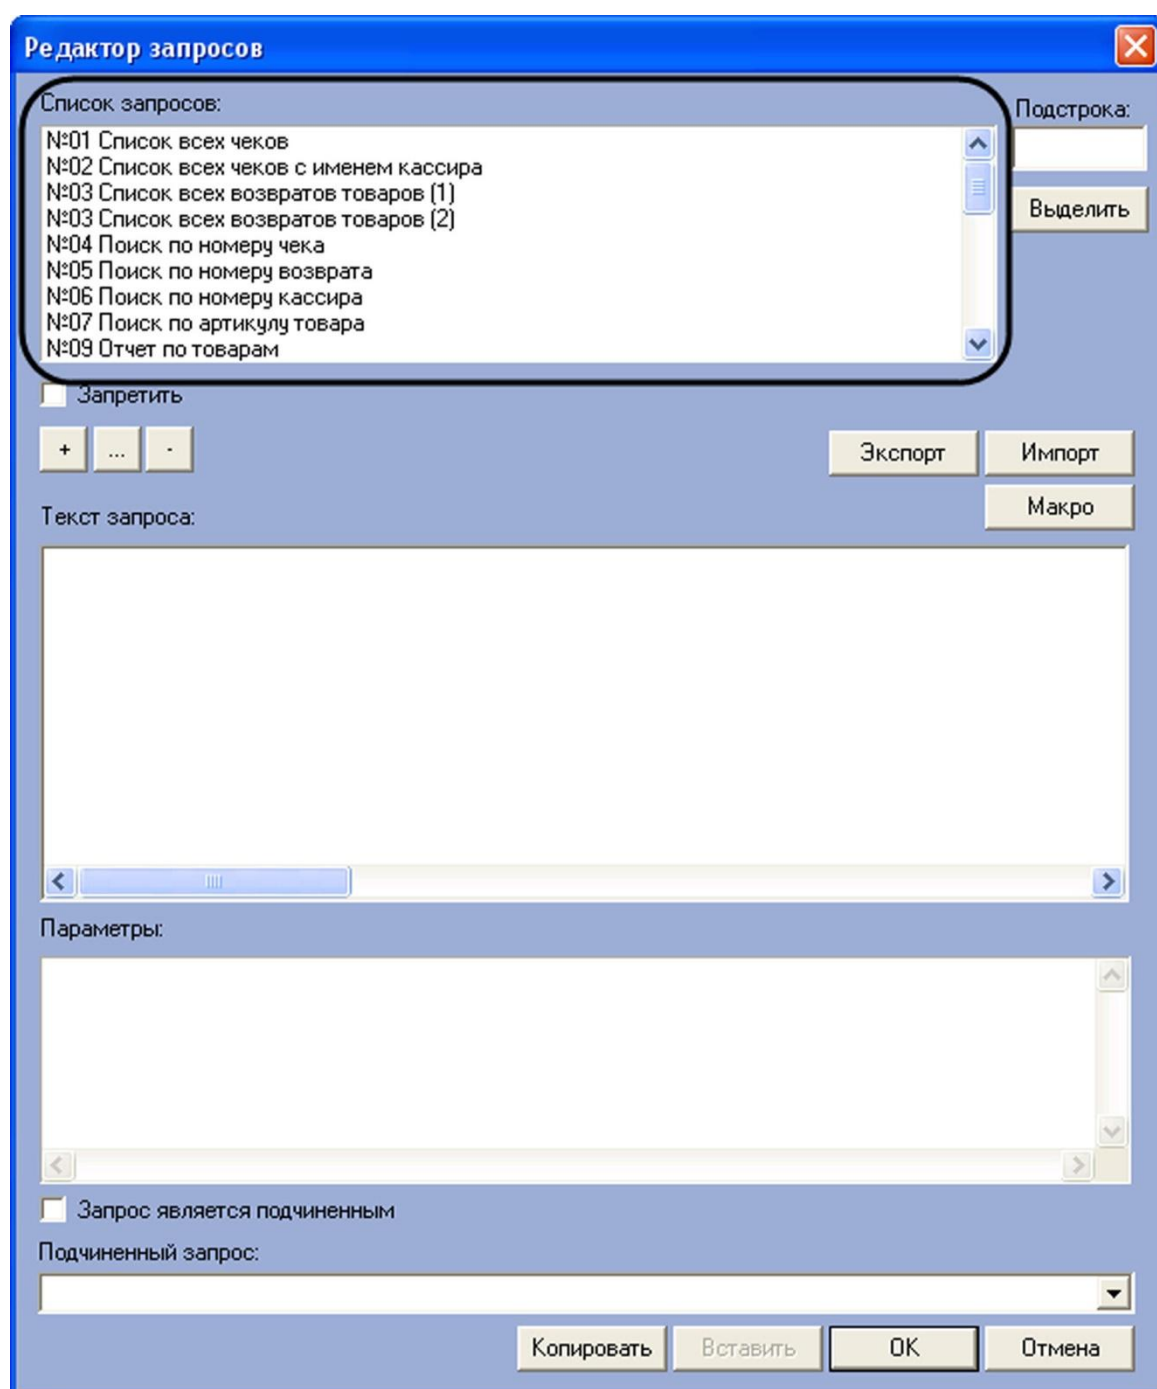 Редактор запросов
Список запросов:
Подстрока:
№01 Список всех чеков
№02 Список всех чеков с именем кассира
№03 Список всех возвратов товаров (1)
№03 Список всех возвратов товаров (2)
№04 Поиск по номеру чека
№05 Поиск по номеру возврата
№06 Поиск по номеру кассира
№07 Поиск по артикулу товара
№09 Отчет по товарам
Выделить
Запретить
+ ... -
Экспорт Импорт
Макро
Текст запроса:
Параметры:
Запрос является подчиненным
Подчиненный запрос:
Копировать Вставить OK Отмена